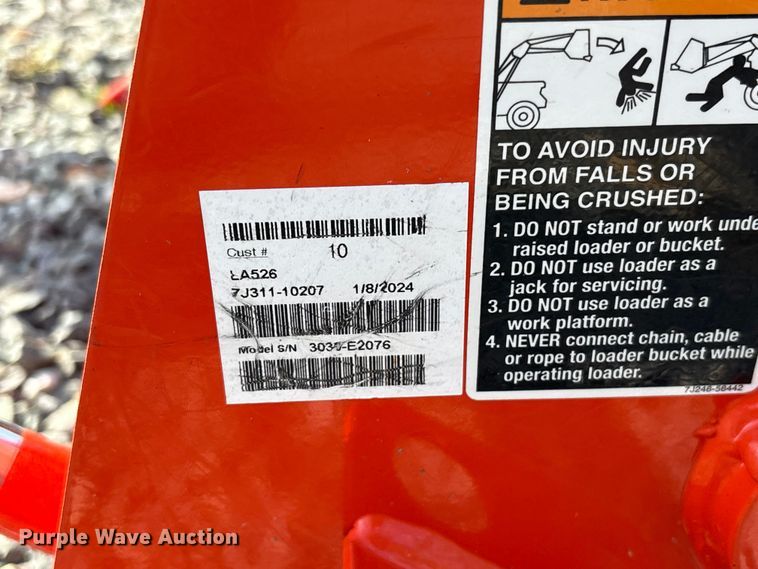 Cust # 10
LA526
7J311-10207 1/8/2024
Model S/N 3035-E2076
TO AVOID INJURY
FROM FALLS OR
BEING CRUSHED:
1. DO NOT stand or work unde
raised loader or bucket.
2. DO NOT use loader as a
jack for servicing.
3. DO NOT use loader as a
work platform.
4. NEVER connect chain, cable
or rope to loader bucket while
operating loader.
7J246-56442
Purple Wave Auction